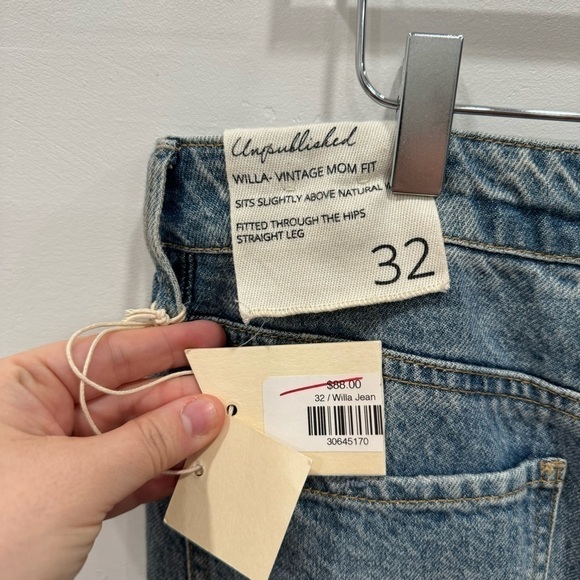 Unpublished
WILLA- VINTAGE MOM FIT
SITS SLIGHTLY ABOVE NATURAL
FITTED THROUGH THE HIPS
STRAIGHT LEG
32
$88.00
32 / Willa Jean
30645170